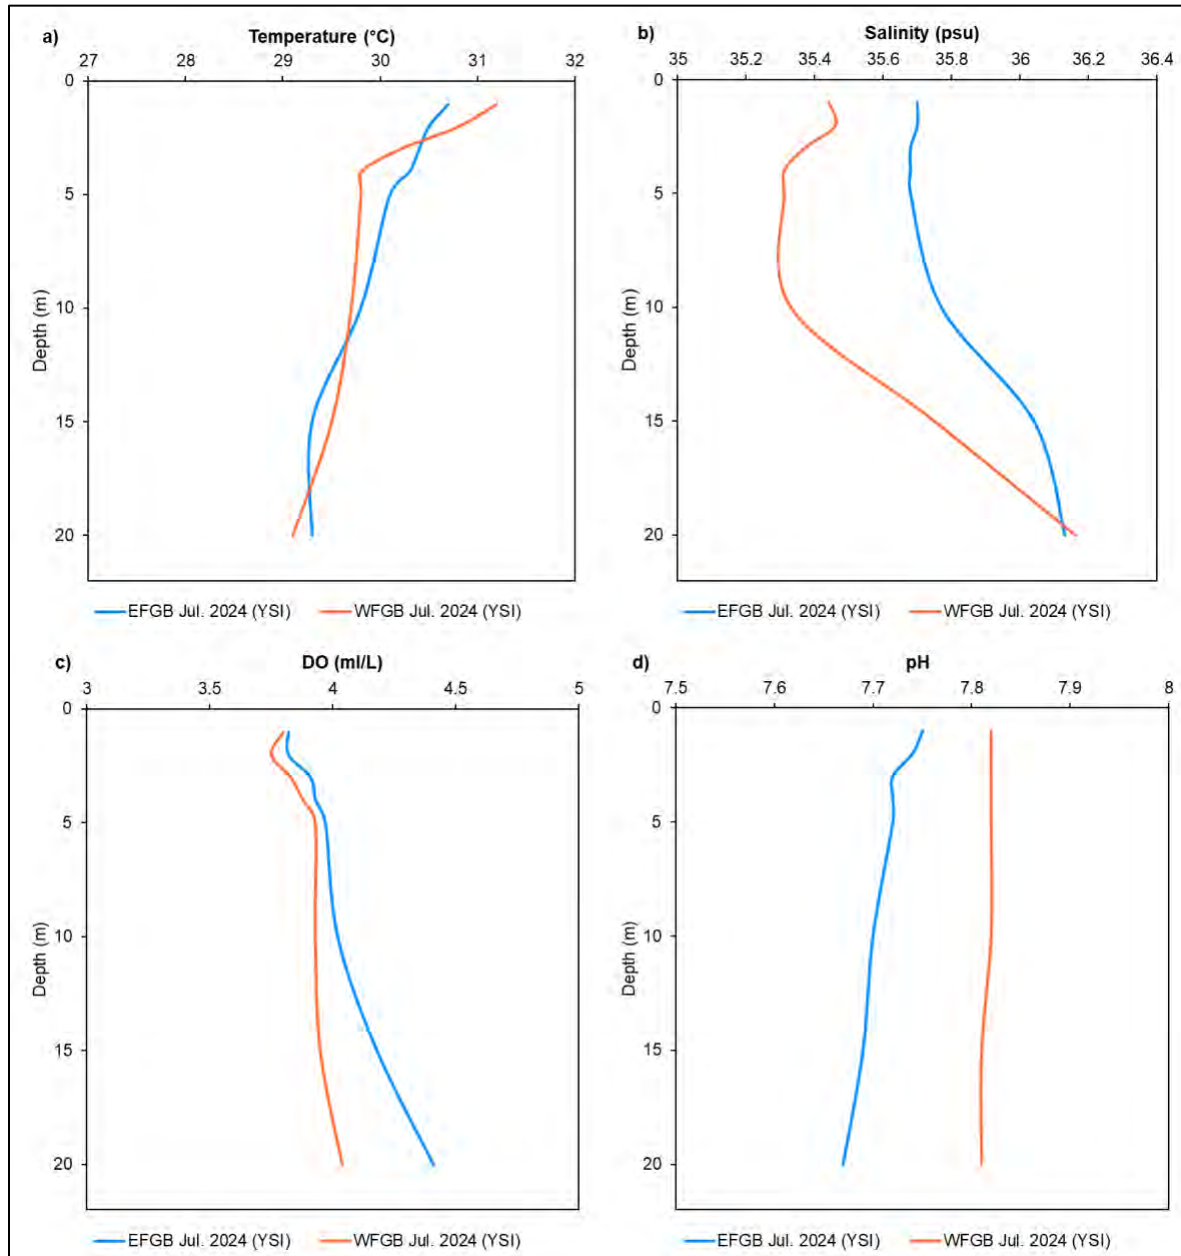 a) Temperature (°C)
27 28 29 30 31 32
0
5
10
15
20
Depth (m)
EFGB Jul. 2024 (YSI) WFGB Jul. 2024 (YSI)
b) Salinity (psu)
35 35.2 35.4 35.6 35.8 36 36.2 36.4
0
5
10
15
20
Depth (m)
EFGB Jul. 2024 (YSI) WFGB Jul. 2024 (YSI)
c) DO (ml/L)
3 3.5 4 4.5 5
0
5
10
15
20
Depth (m)
EFGB Jul. 2024 (YSI) WFGB Jul. 2024 (YSI)
d) pH
7.5 7.6 7.7 7.8 7.9 8
0
5
10
15
20
Depth (m)
EFGB Jul. 2024 (YSI) WFGB Jul. 2024 (YSI)